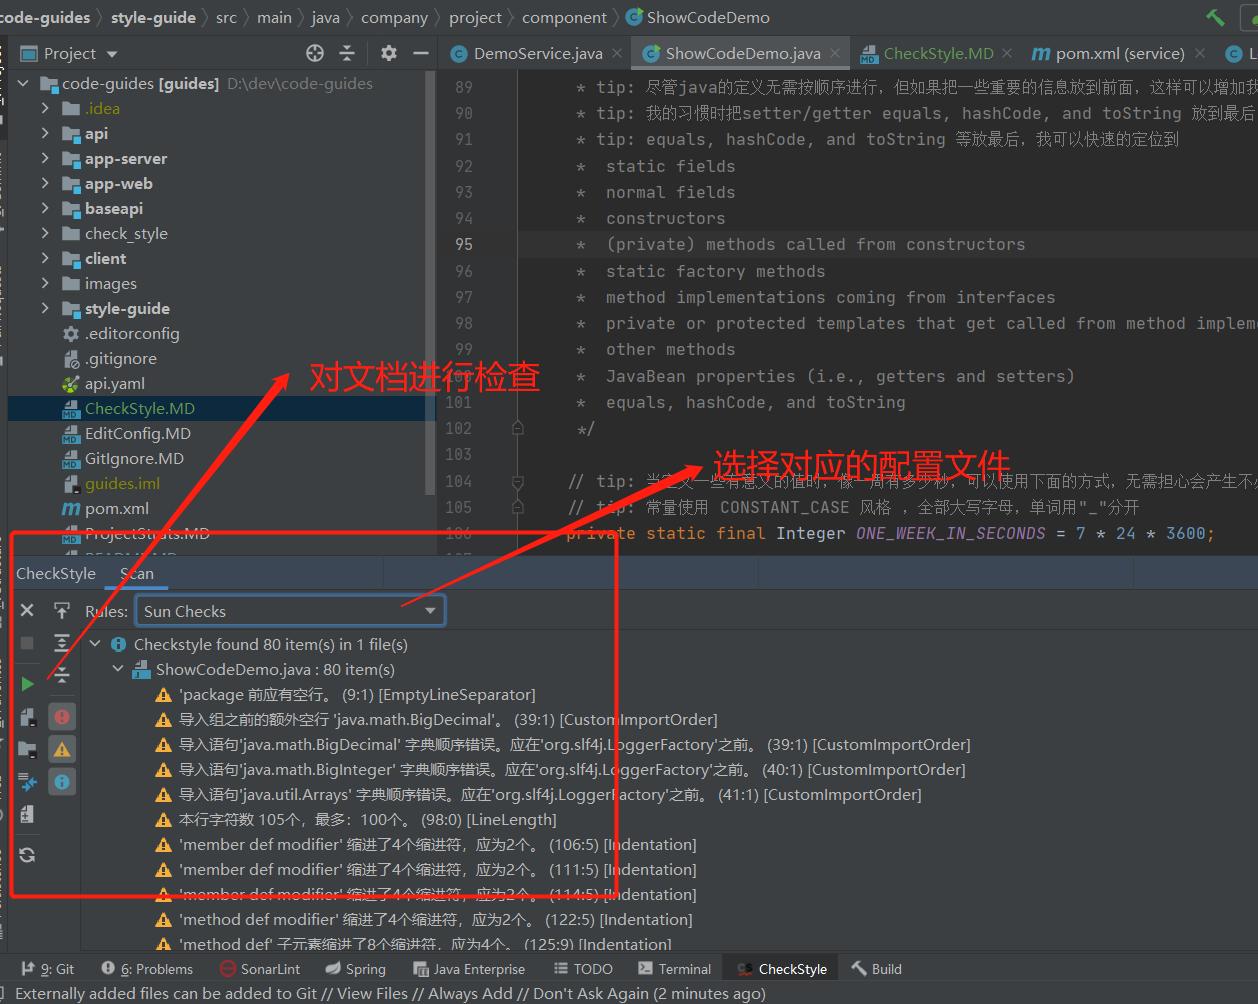 code-guides › style-guide › src › main › java › company › project › component › ShowCodeDemo
Project
DemoService.java
ShowCodeDemo.java
CheckStyle.MD
pom.xml (service)
code-guides [guides] D:\dev\code-guides
.idea
api
app-server
app-web
baseapi
check_style
client
images
style-guide
.editorconfig
.gitignore
api.yaml
CheckStyle.MD
EditConfig.MD
GitIgnore.MD
guides.iml
pom.xml
ProjectStruts.MD
README.MD
89 * tip: 尽管java的定义无需按顺序进行，但如果把一些重要的信息放到前面，这样可以增加我
90 * tip: 我的习惯时把setter/getter equals, hashCode, and toString 放到最后
91 * tip: equals, hashCode, and toString 等放最后，我可以快速的定位到
92 * static fields
93 * normal fields
94 * constructors
95 * (private) methods called from constructors
96 * static factory methods
97 * method implementations coming from interfaces
98 * private or protected templates that get called from method impleme
99 * other methods
100 * JavaBean properties (i.e., getters and setters)
101 * equals, hashCode, and toString
102 */
103
104 // tip: 当定义一些有意义的值时，像一周有多少秒，可以使用下面的方式，无需担心会产生不必
105 // tip: 常量使用 CONSTANT_CASE 风格 ，全部大写字母，单词用"_"分开
106 private static final Integer ONE_WEEK_IN_SECONDS = 7 * 24 * 3600;
对文档进行检查
选择对应的配置文件
CheckStyle Scan
Rules: Sun Checks
Checkstyle found 80 item(s) in 1 file(s)
ShowCodeDemo.java : 80 item(s)
'package 前应有空行。 (9:1) [EmptyLineSeparator]
导入组之前的额外空行 'java.math.BigDecimal'。 (39:1) [CustomImportOrder]
导入语句'java.math.BigDecimal' 字典顺序错误。应在'org.slf4j.LoggerFactory'之前。 (39:1) [CustomImportOrder]
导入语句'java.math.BigInteger' 字典顺序错误。应在'org.slf4j.LoggerFactory'之前。 (40:1) [CustomImportOrder]
导入语句'java.util.Arrays' 字典顺序错误。应在'org.slf4j.LoggerFactory'之前。 (41:1) [CustomImportOrder]
本行字符数 105个，最多：100个。 (98:0) [LineLength]
'member def modifier' 缩进了4个缩进符，应为2个。 (106:5) [Indentation]
'member def modifier' 缩进了4个缩进符，应为2个。 (111:5) [Indentation]
'member def modifier' 缩进了4个缩进符，应为2个。 (114:5) [Indentation]
'method def modifier' 缩进了4个缩进符，应为2个。 (122:5) [Indentation]
'method def' 子元素缩进了8个缩进符，应为4个。 (125:9) [Indentation]
9: Git
6: Problems
SonarLint
Spring
Java Enterprise
TODO
Terminal
CheckStyle
Build
Externally added files can be added to Git // View Files // Always Add // Don't Ask Again (2 minutes ago)